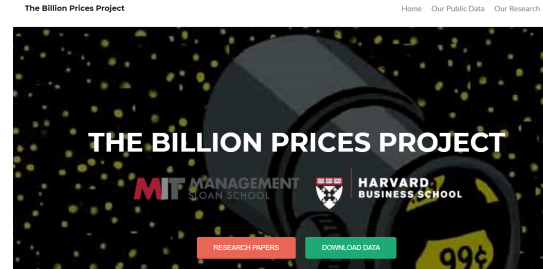 The Billion Prices Project
Home Our Public Data Our Research
THE BILLION PRICES PROJECT
MIT MANAGEMENT
SLOAN SCHOOL
HARVARD
BUSINESS SCHOOL
RESEARCH PAPERS DOWNLOAD DATA
99¢